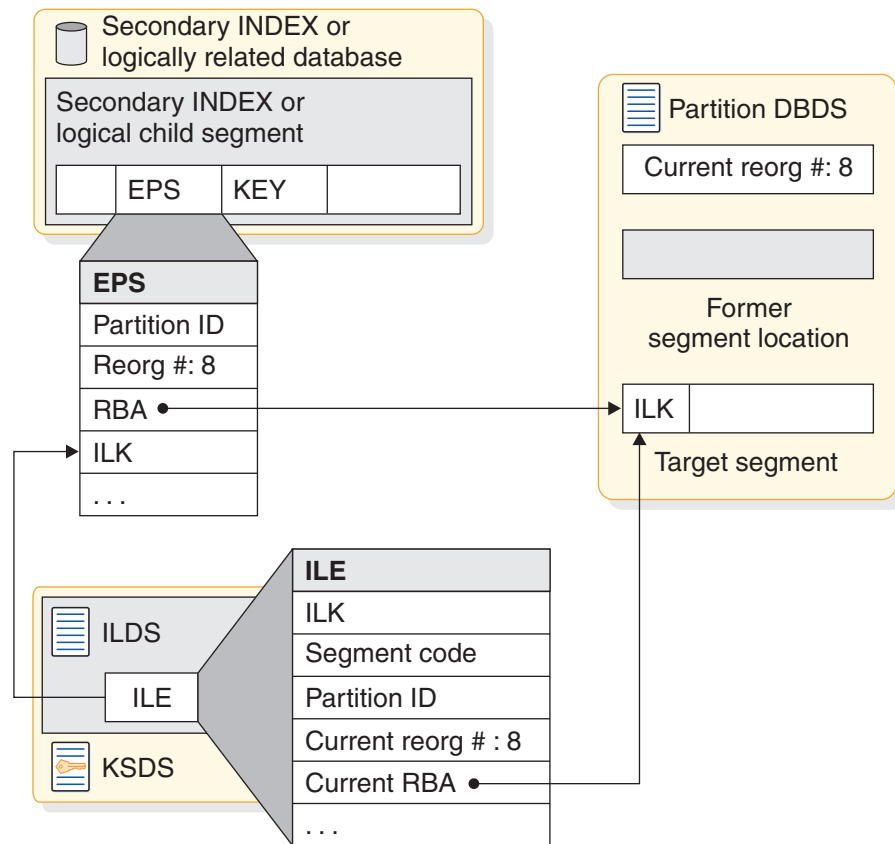 Secondary INDEX or
logically related database
Secondary INDEX or
logical child segment
EPS
KEY
EPS
Partition ID
Reorg #: 8
RBA
ILK
. . .
Partition DBDS
Current reorg #: 8
Former
segment location
ILK
Target segment
ILDS
ILE
KSDS
ILE
ILK
Segment code
Partition ID
Current reorg # : 8
Current RBA
. . .